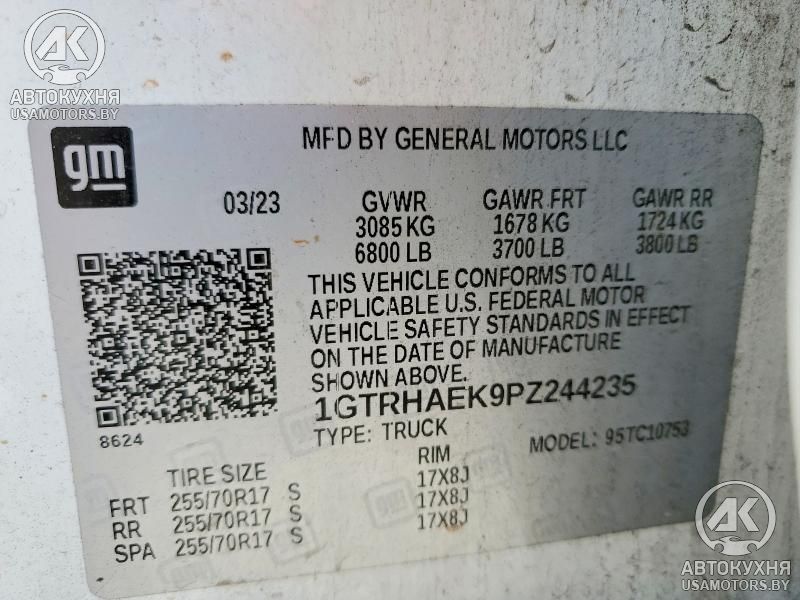 AK
АВТОКУХНЯ
USAMOTORS.BY
gm
MFD BY GENERAL MOTORS LLC
03/23 GVWR GAWR FRT GAWR RR
3085 KG 1678 KG 1724 KG
6800 LB 3700 LB 3800 LB
THIS VEHICLE CONFORMS TO ALL
APPLICABLE U.S. FEDERAL MOTOR
VEHICLE SAFETY STANDARDS IN EFFECT
ON THE DATE OF MANUFACTURE
SHOWN ABOVE.
1GTRHAEK9PZ244235
8624
TYPE: TRUCK MODEL: 95TC10753
TIRE SIZE RIM
FRT 255/70R17 S 17X8J
RR 255/70R17 S 17X8J
SPA 255/70R17 S 17X8J
AK
АВТОКУХНЯ
USAMOTORS.BY